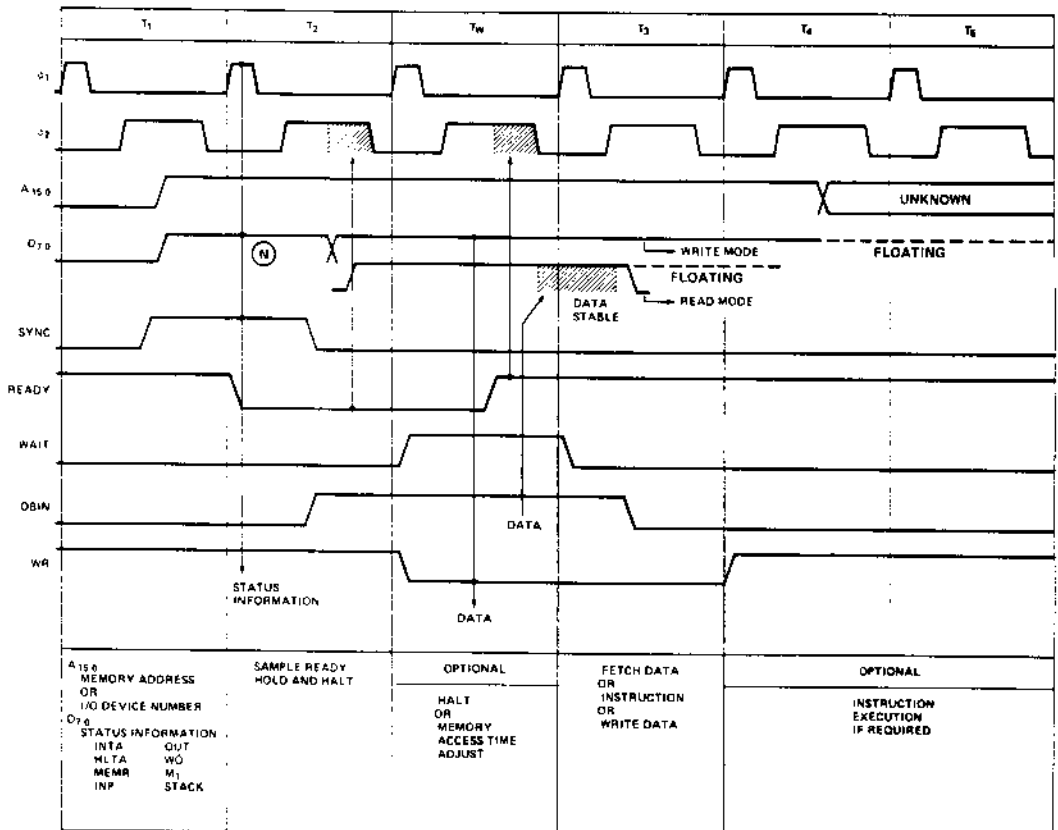 T1 T2 TW T3 T4 T5
φ1
φ2
A15-0
UNKNOWN
D7-0
N
WRITE MODE
FLOATING
FLOATING
READ MODE
DATA
STABLE
SYNC
READY
WAIT
DBIN
DATA
WR
STATUS
INFORMATION
DATA
A15-0
MEMORY ADDRESS
OR
I/O DEVICE NUMBER
D7-0
STATUS INFORMATION
INTA OUT
HLTA WO
MEMR M1
INP STACK
SAMPLE READY
HOLD AND HALT
OPTIONAL
HALT
OR
MEMORY
ACCESS TIME
ADJUST
FETCH DATA
OR
INSTRUCTION
OR
WRITE DATA
OPTIONAL
INSTRUCTION
EXECUTION
IF REQUIRED